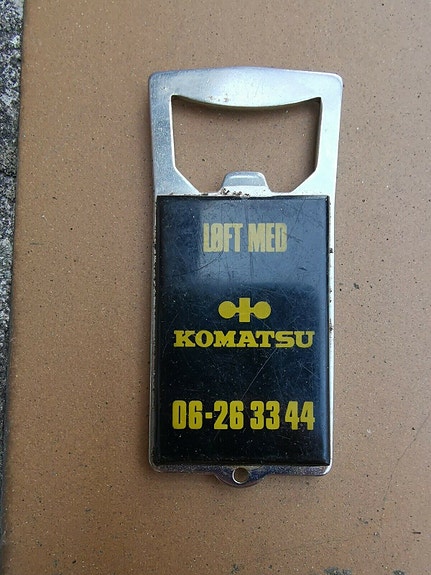 LØFT MED
KOMATSU
06-26 33 44